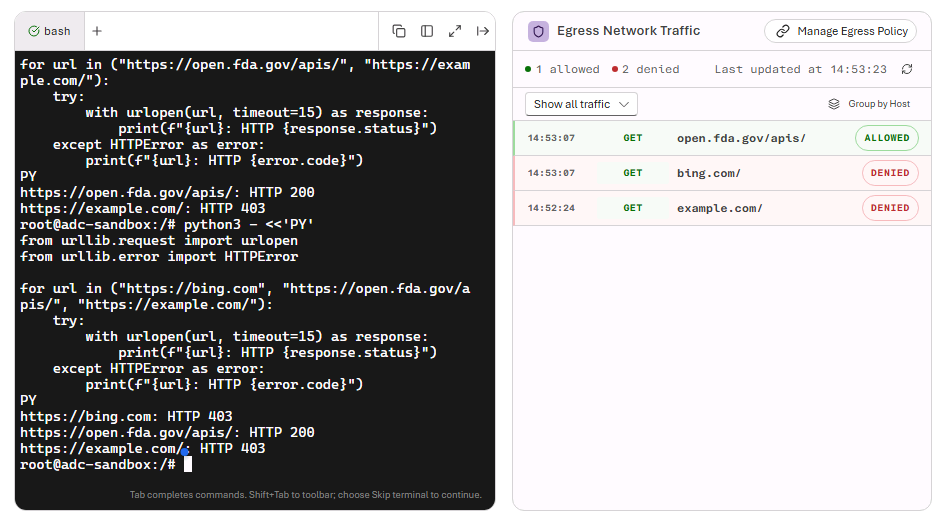 bash
+
for url in ("https://open.fda.gov/apis/", "https://exam
ple.com/"):
    try:
        with urlopen(url, timeout=15) as response:
            print(f"{url}: HTTP {response.status}")
    except HTTPError as error:
        print(f"{url}: HTTP {error.code}")
PY
https://open.fda.gov/apis/: HTTP 200
https://example.com/: HTTP 403
root@adc-sandbox:/# python3 - <<'PY'
from urllib.request import urlopen
from urllib.error import HTTPError

for url in ("https://bing.com", "https://open.fda.gov/a
pis/", "https://example.com/"):
    try:
        with urlopen(url, timeout=15) as response:
            print(f"{url}: HTTP {response.status}")
    except HTTPError as error:
        print(f"{url}: HTTP {error.code}")
PY
https://bing.com: HTTP 403
https://open.fda.gov/apis/: HTTP 200
https://example.com/: HTTP 403
root@adc-sandbox:/#
Tab completes commands. Shift+Tab to toolbar; choose Skip terminal to continue.
Egress Network Traffic
Manage Egress Policy
1 allowed 2 denied Last updated at 14:53:23
Show all traffic
Group by Host
14:53:07 GET open.fda.gov/apis/ ALLOWED
14:53:07 GET bing.com/ DENIED
14:52:24 GET example.com/ DENIED